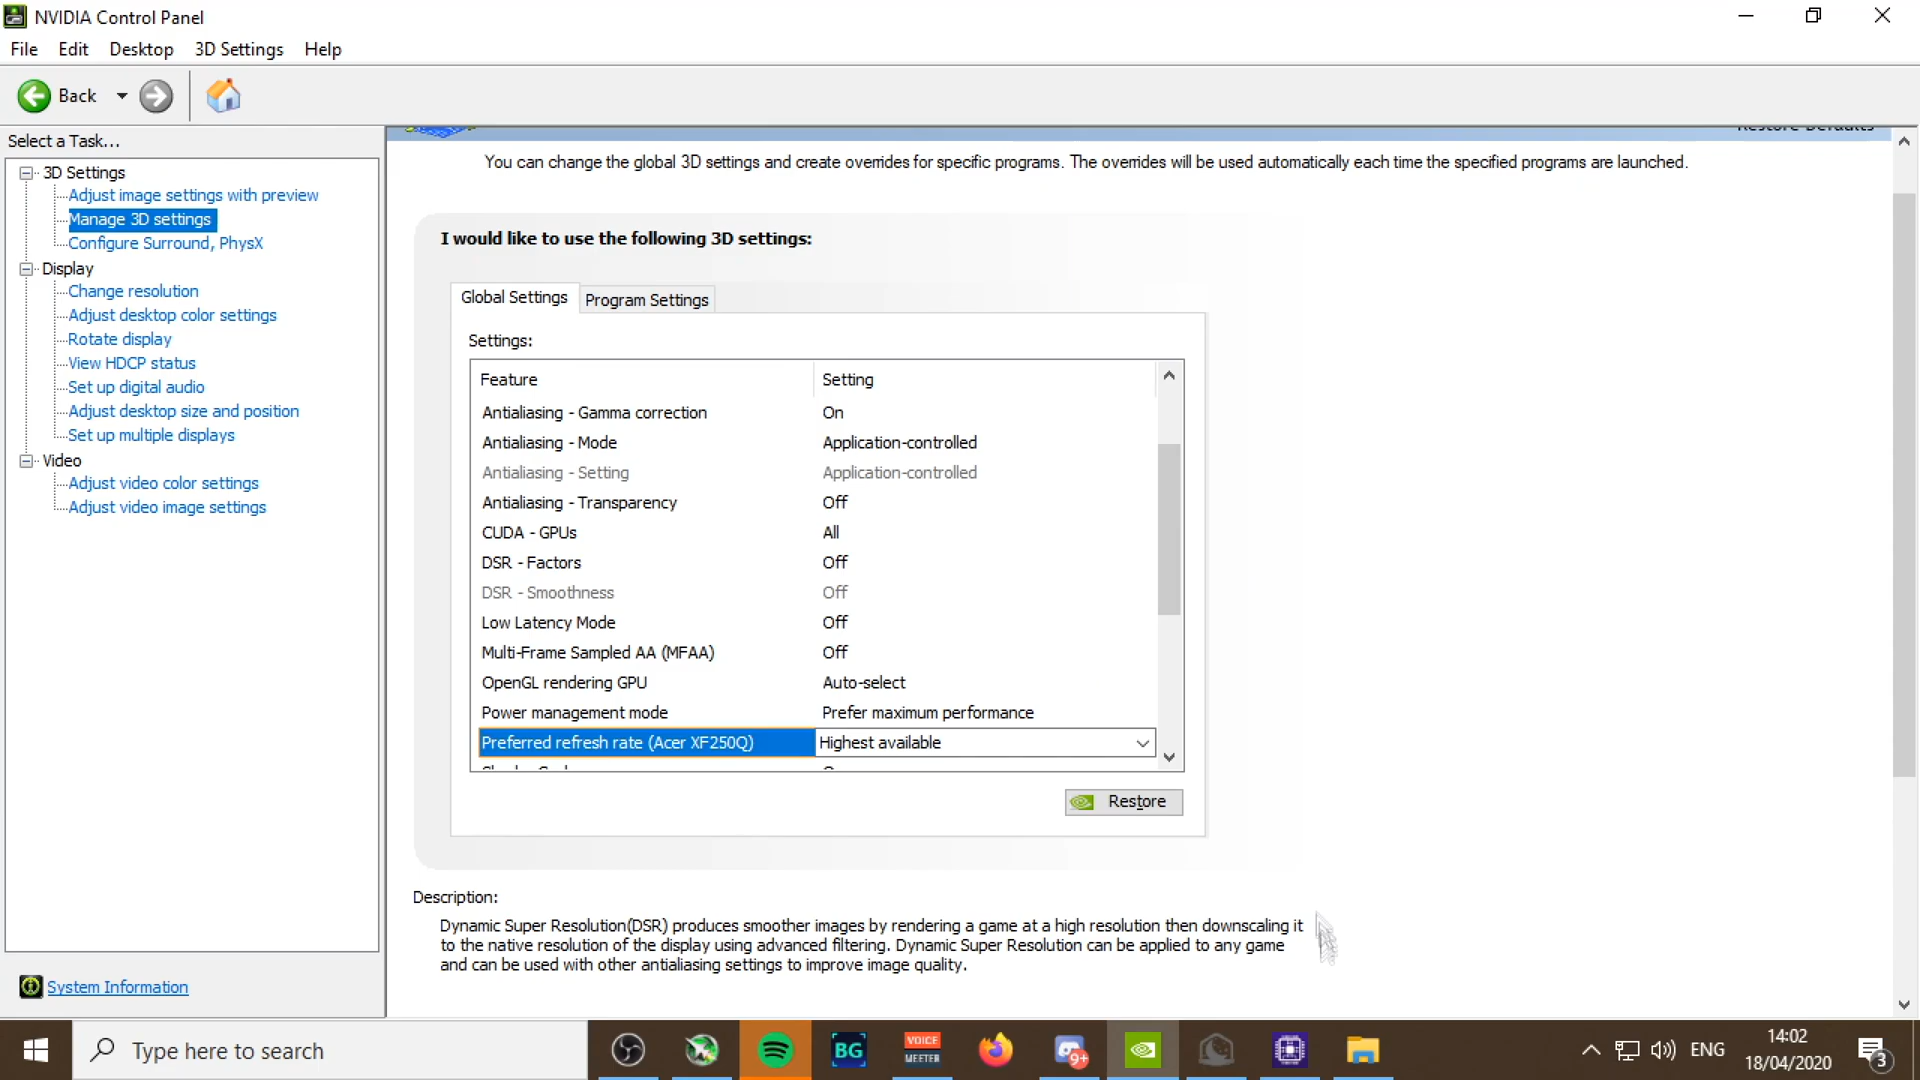 NVIDIA Control Panel
File Edit Desktop 3D Settings Help
Back
Select a Task...
3D Settings
Adjust image settings with preview
Manage 3D settings
Configure Surround, PhysX
Display
Change resolution
Adjust desktop color settings
Rotate display
View HDCP status
Set up digital audio
Adjust desktop size and position
Set up multiple displays
Video
Adjust video color settings
Adjust video image settings
System Information
Restore Defaults
You can change the global 3D settings and create overrides for specific programs. The overrides will be used automatically each time the specified programs are launched.
I would like to use the following 3D settings:
Global Settings Program Settings
Settings:
Feature Setting
Antialiasing - Gamma correction On
Antialiasing - Mode Application-controlled
Antialiasing - Setting Application-controlled
Antialiasing - Transparency Off
CUDA - GPUs All
DSR - Factors Off
DSR - Smoothness Off
Low Latency Mode Off
Multi-Frame Sampled AA (MFAA) Off
OpenGL rendering GPU Auto-select
Power management mode Prefer maximum performance
Preferred refresh rate (Acer XF250Q) Highest available
Restore
Description:
Dynamic Super Resolution(DSR) produces smoother images by rendering a game at a high resolution then downscaling it
to the native resolution of the display using advanced filtering. Dynamic Super Resolution can be applied to any game
and can be used with other antialiasing settings to improve image quality.
Type here to search
BG
VOICE
MEETER
9+
ENG
14:02
18/04/2020
3